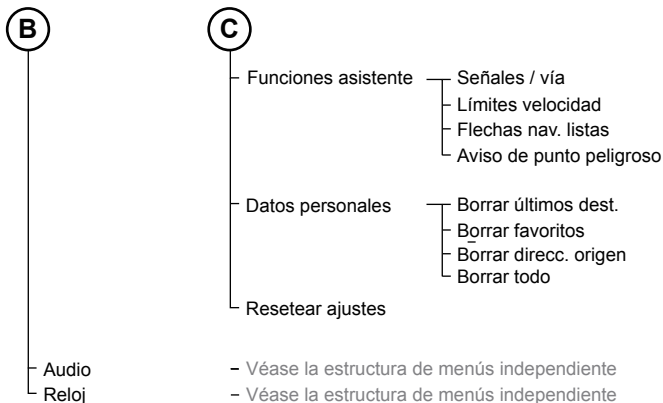 B C
Funciones asistente Señales / vía
Límites velocidad
Flechas nav. listas
Aviso de punto peligroso
Datos personales Borrar últimos dest.
Borrar favoritos
Borrar direcc. origen
Borrar todo
Resetear ajustes
Audio – Véase la estructura de menús independiente
Reloj – Véase la estructura de menús independiente